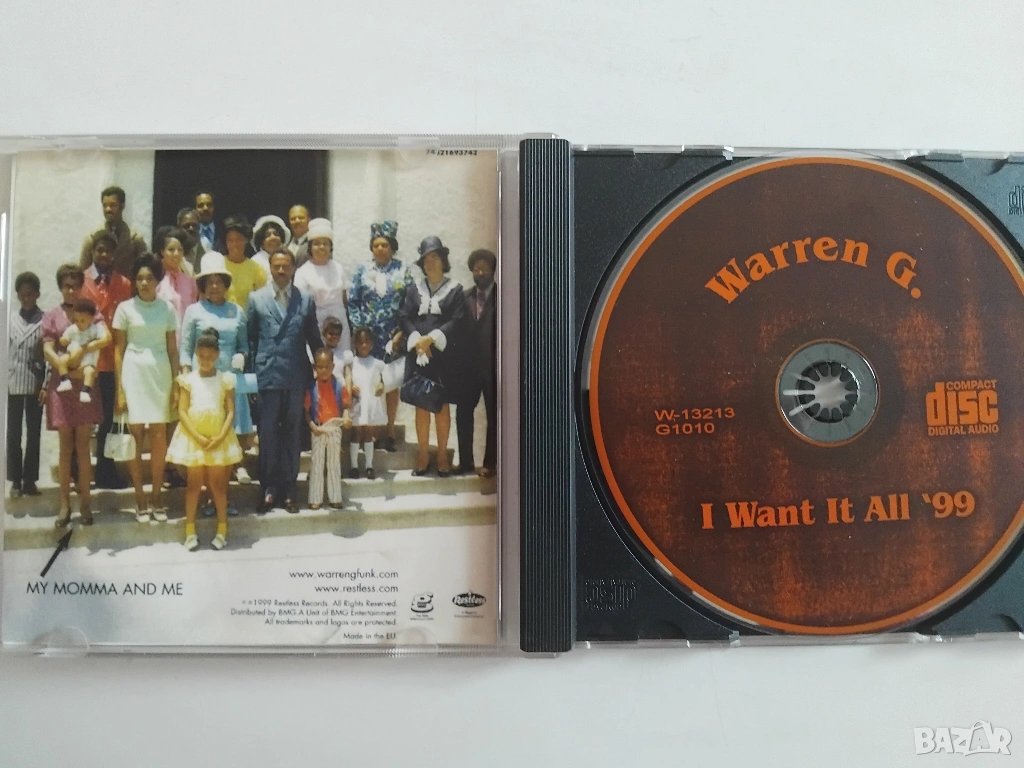 21693742
MY MOMMA AND ME
www.warrengfunk.com
www.restless.com
1999 Restless Records. All Rights Reserved.
Distributed by BMG. A Unit of BMG Entertainment.
All trademarks and logos are protected.
Made in the EU
Restless
Warren G.
W-13213
G1010
COMPACT
disc
DIGITAL AUDIO
I Want It All '99
BAZAR